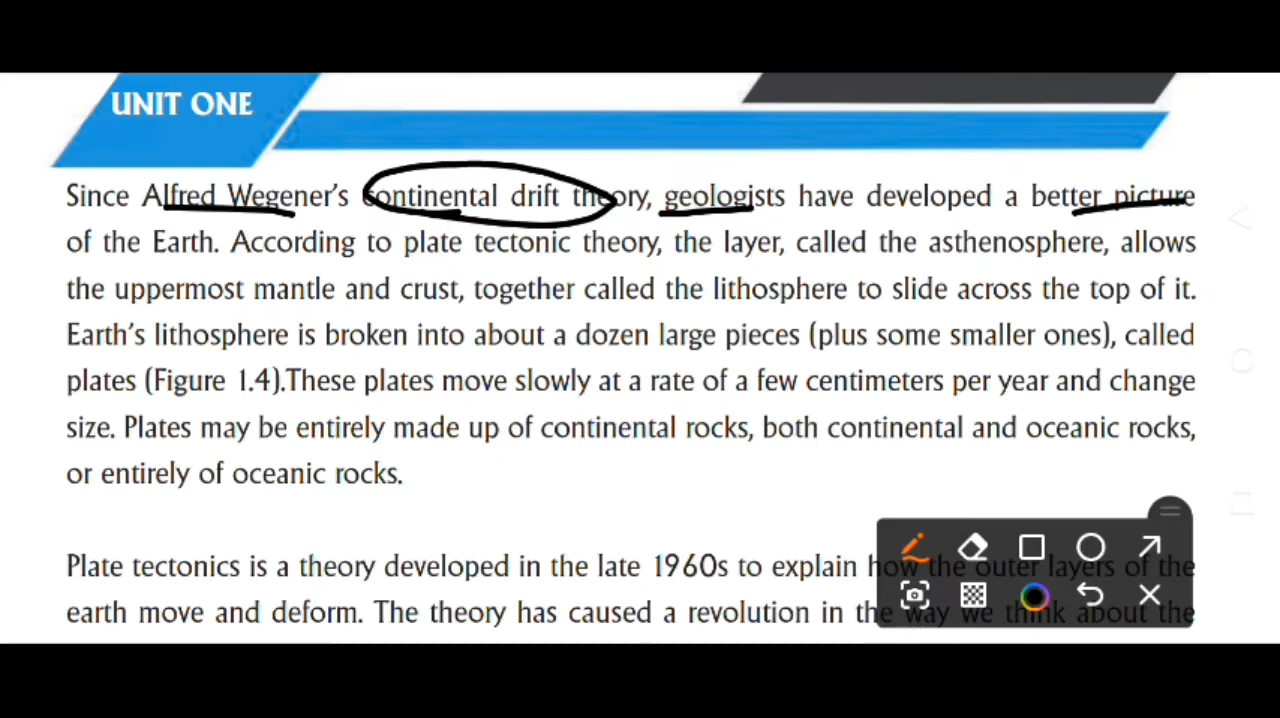 UNIT ONE
Since Alfred Wegener's continental drift theory, geologists have developed a better picture
of the Earth. According to plate tectonic theory, the layer, called the asthenosphere, allows
the uppermost mantle and crust, together called the lithosphere to slide across the top of it.
Earth's lithosphere is broken into about a dozen large pieces (plus some smaller ones), called
plates (Figure 1.4).These plates move slowly at a rate of a few centimeters per year and change
size. Plates may be entirely made up of continental rocks, both continental and oceanic rocks,
or entirely of oceanic rocks.
Plate tectonics is a theory developed in the late 1960s to explain how the outer layers of the
earth move and deform. The theory has caused a revolution in the way we think about the